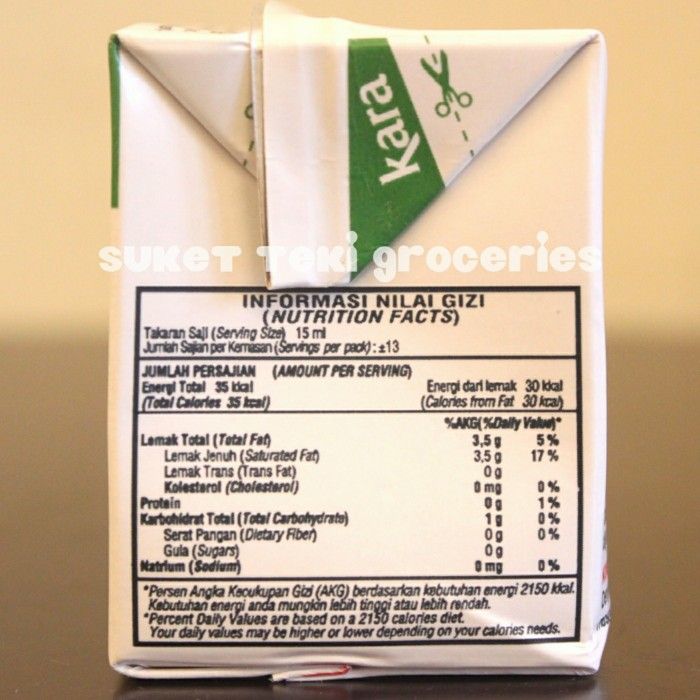 Kara
SUKET TEKI GROCERIES
INFORMASI NILAI GIZI
(NUTRITION FACTS)
Takaran Saji (Serving Size) 15 ml
Jumlah Sajian per Kemasan (Servings per pack) : ±13
JUMLAH PERSAJIAN (AMOUNT PER SERVING)
Energi Total 35 kkal Energi dari lemak 30 kkal
(Total Calories 35 kcal) (Calories from Fat 30 kcal)
%AKG(%Daily Value)*
Lemak Total (Total Fat) 3,5 g 5 %
Lemak Jenuh (Saturated Fat) 3,5 g 17 %
Lemak Trans (Trans Fat) 0 g
Kolesterol (Cholesterol) 0 mg 0 %
Protein 0 g 1 %
Karbohidrat Total (Total Carbohydrate) 1 g 0 %
Serat Pangan (Dietary Fiber) 0 g 0 %
Gula (Sugars) 0 g
Natrium (Sodium) 0 mg 0 %
*Persen Angka Kecukupan Gizi (AKG) berdasarkan kebutuhan energi 2150 kkal.
Kebutuhan energi anda mungkin lebih tinggi atau lebih rendah.
*Percent Daily Values are based on a 2150 calories diet.
Your daily values may be higher or lower depending on your calories needs.